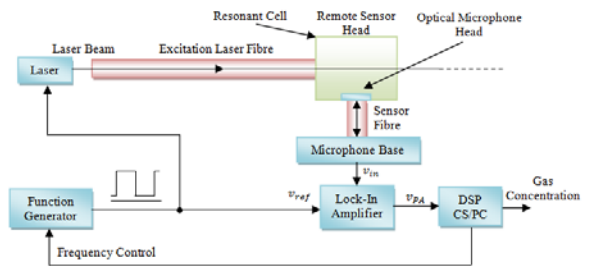 Resonant Cell
Remote Sensor
Head
Optical Microphone
Head
Laser Beam
Excitation Laser Fibre
Laser
Sensor
Fibre
Microphone Base
v_in
Gas
Concentration
Function
Generator
v_ref
Lock-In
Amplifier
v_PA
DSP
CS/PC
Frequency Control